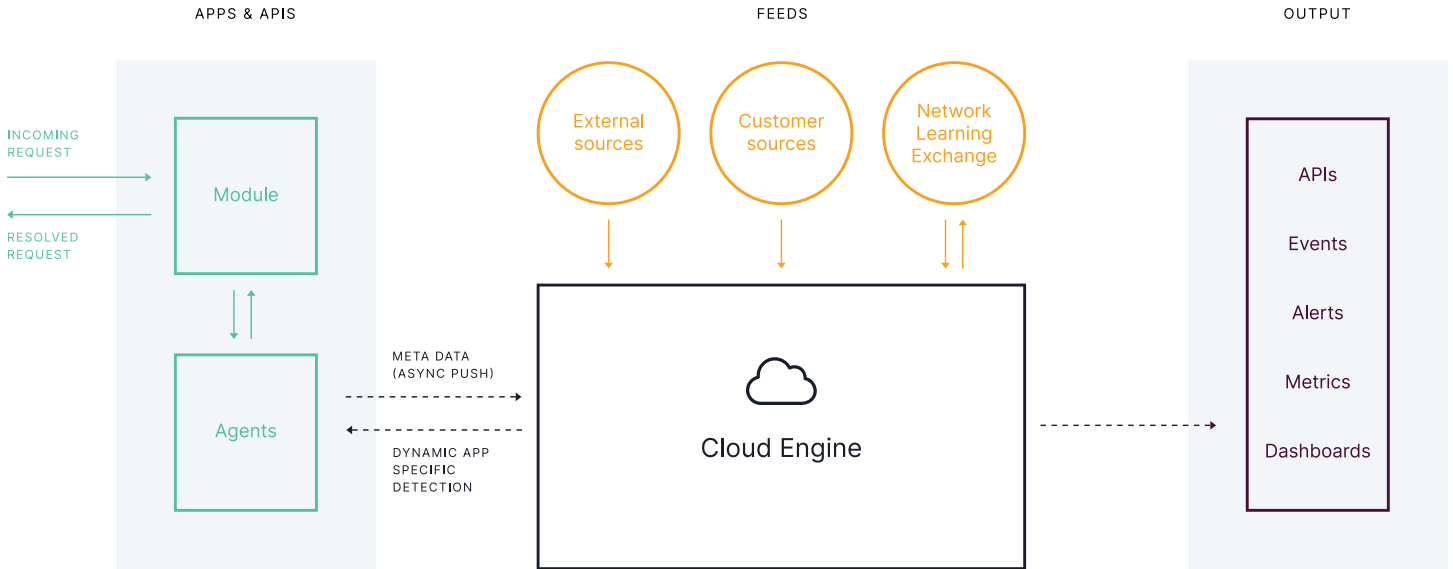 APPS & APIS
FEEDS
OUTPUT
INCOMING
REQUEST
RESOLVED
REQUEST
Module
Agents
META DATA
(ASYNC PUSH)
DYNAMIC APP
SPECIFIC
DETECTION
External
sources
Customer
sources
Network
Learning
Exchange
Cloud Engine
APIs
Events
Alerts
Metrics
Dashboards